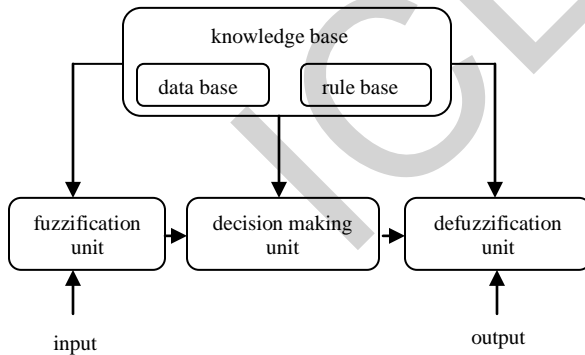 knowledge base
data base
rule base
fuzzification
unit
decision making
unit
defuzzification
unit
input
output